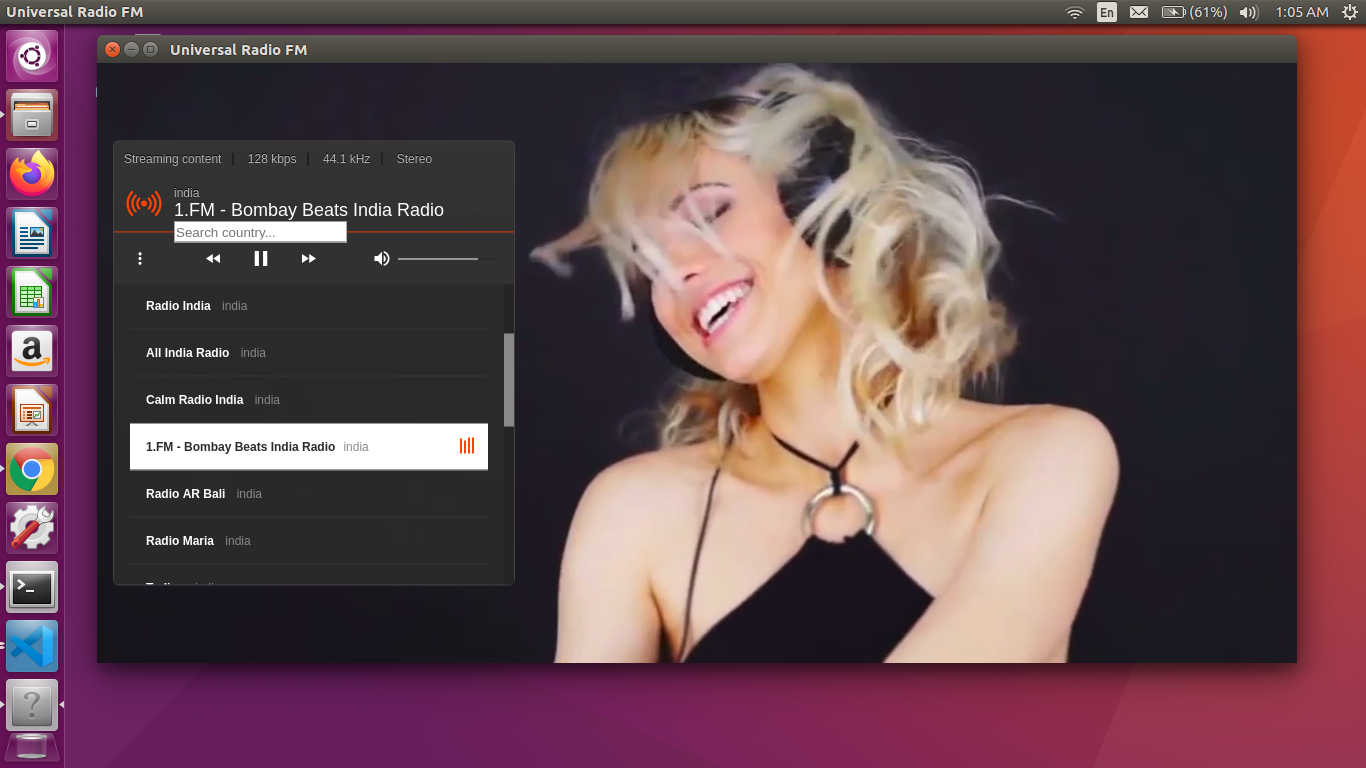 Universal Radio FM
En
(61%)
1:05 AM
Universal Radio FM
Streaming content | 128 kbps | 44.1 kHz | Stereo
india
1.FM - Bombay Beats India Radio
Search country...
Radio India india
All India Radio india
Calm Radio India india
1.FM - Bombay Beats India Radio india
Radio AR Bali india
Radio Maria india